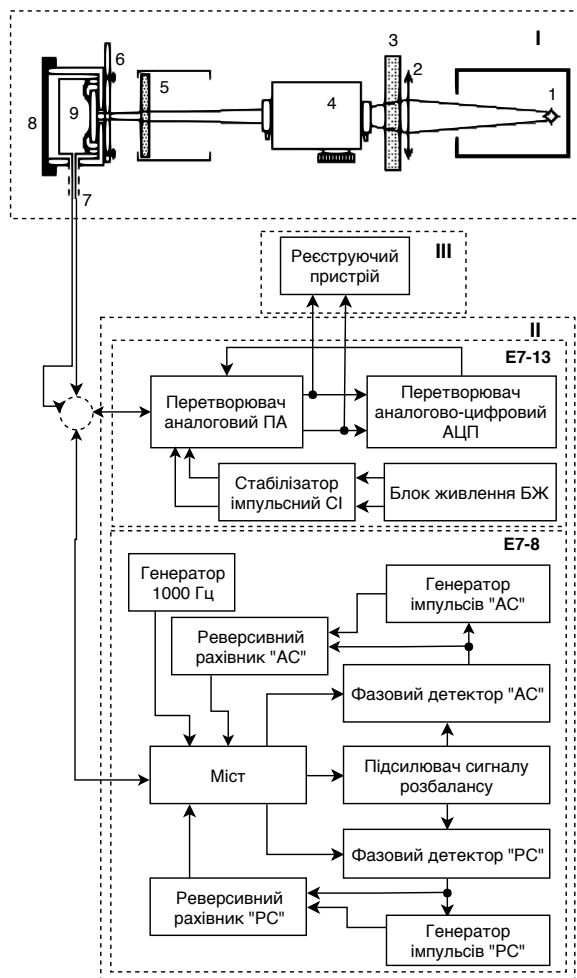 I
1
2
3
4
5
6
7
8
9
III
Реєструючий
пристрій
II
Е7-13
Перетворювач
аналоговий ПА
Перетворювач
аналогово-цифровий
АЦП
Стабілізатор
імпульсний СІ
Блок живлення БЖ
Е7-8
Генератор
1000 Гц
Генератор
імпульсів "АС"
Реверсивний
рахівник "АС"
Фазовий детектор "АС"
Міст
Підсилювач сигналу
розбалансу
Фазовий детектор "РС"
Реверсивний
рахівник "РС"
Генератор
імпульсів "РС"